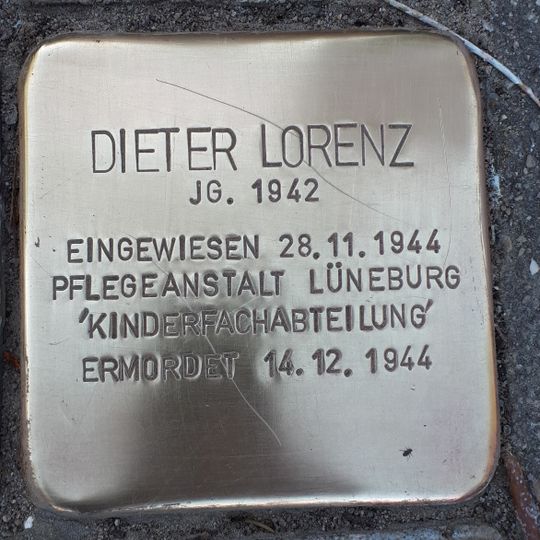 DIETER LORENZ
JG. 1942
EINGEWIESEN 28.11.1944
PFLEGEANSTALT LÜNEBURG
'KINDERFACHABTEILUNG'
ERMORDET 14.12.1944